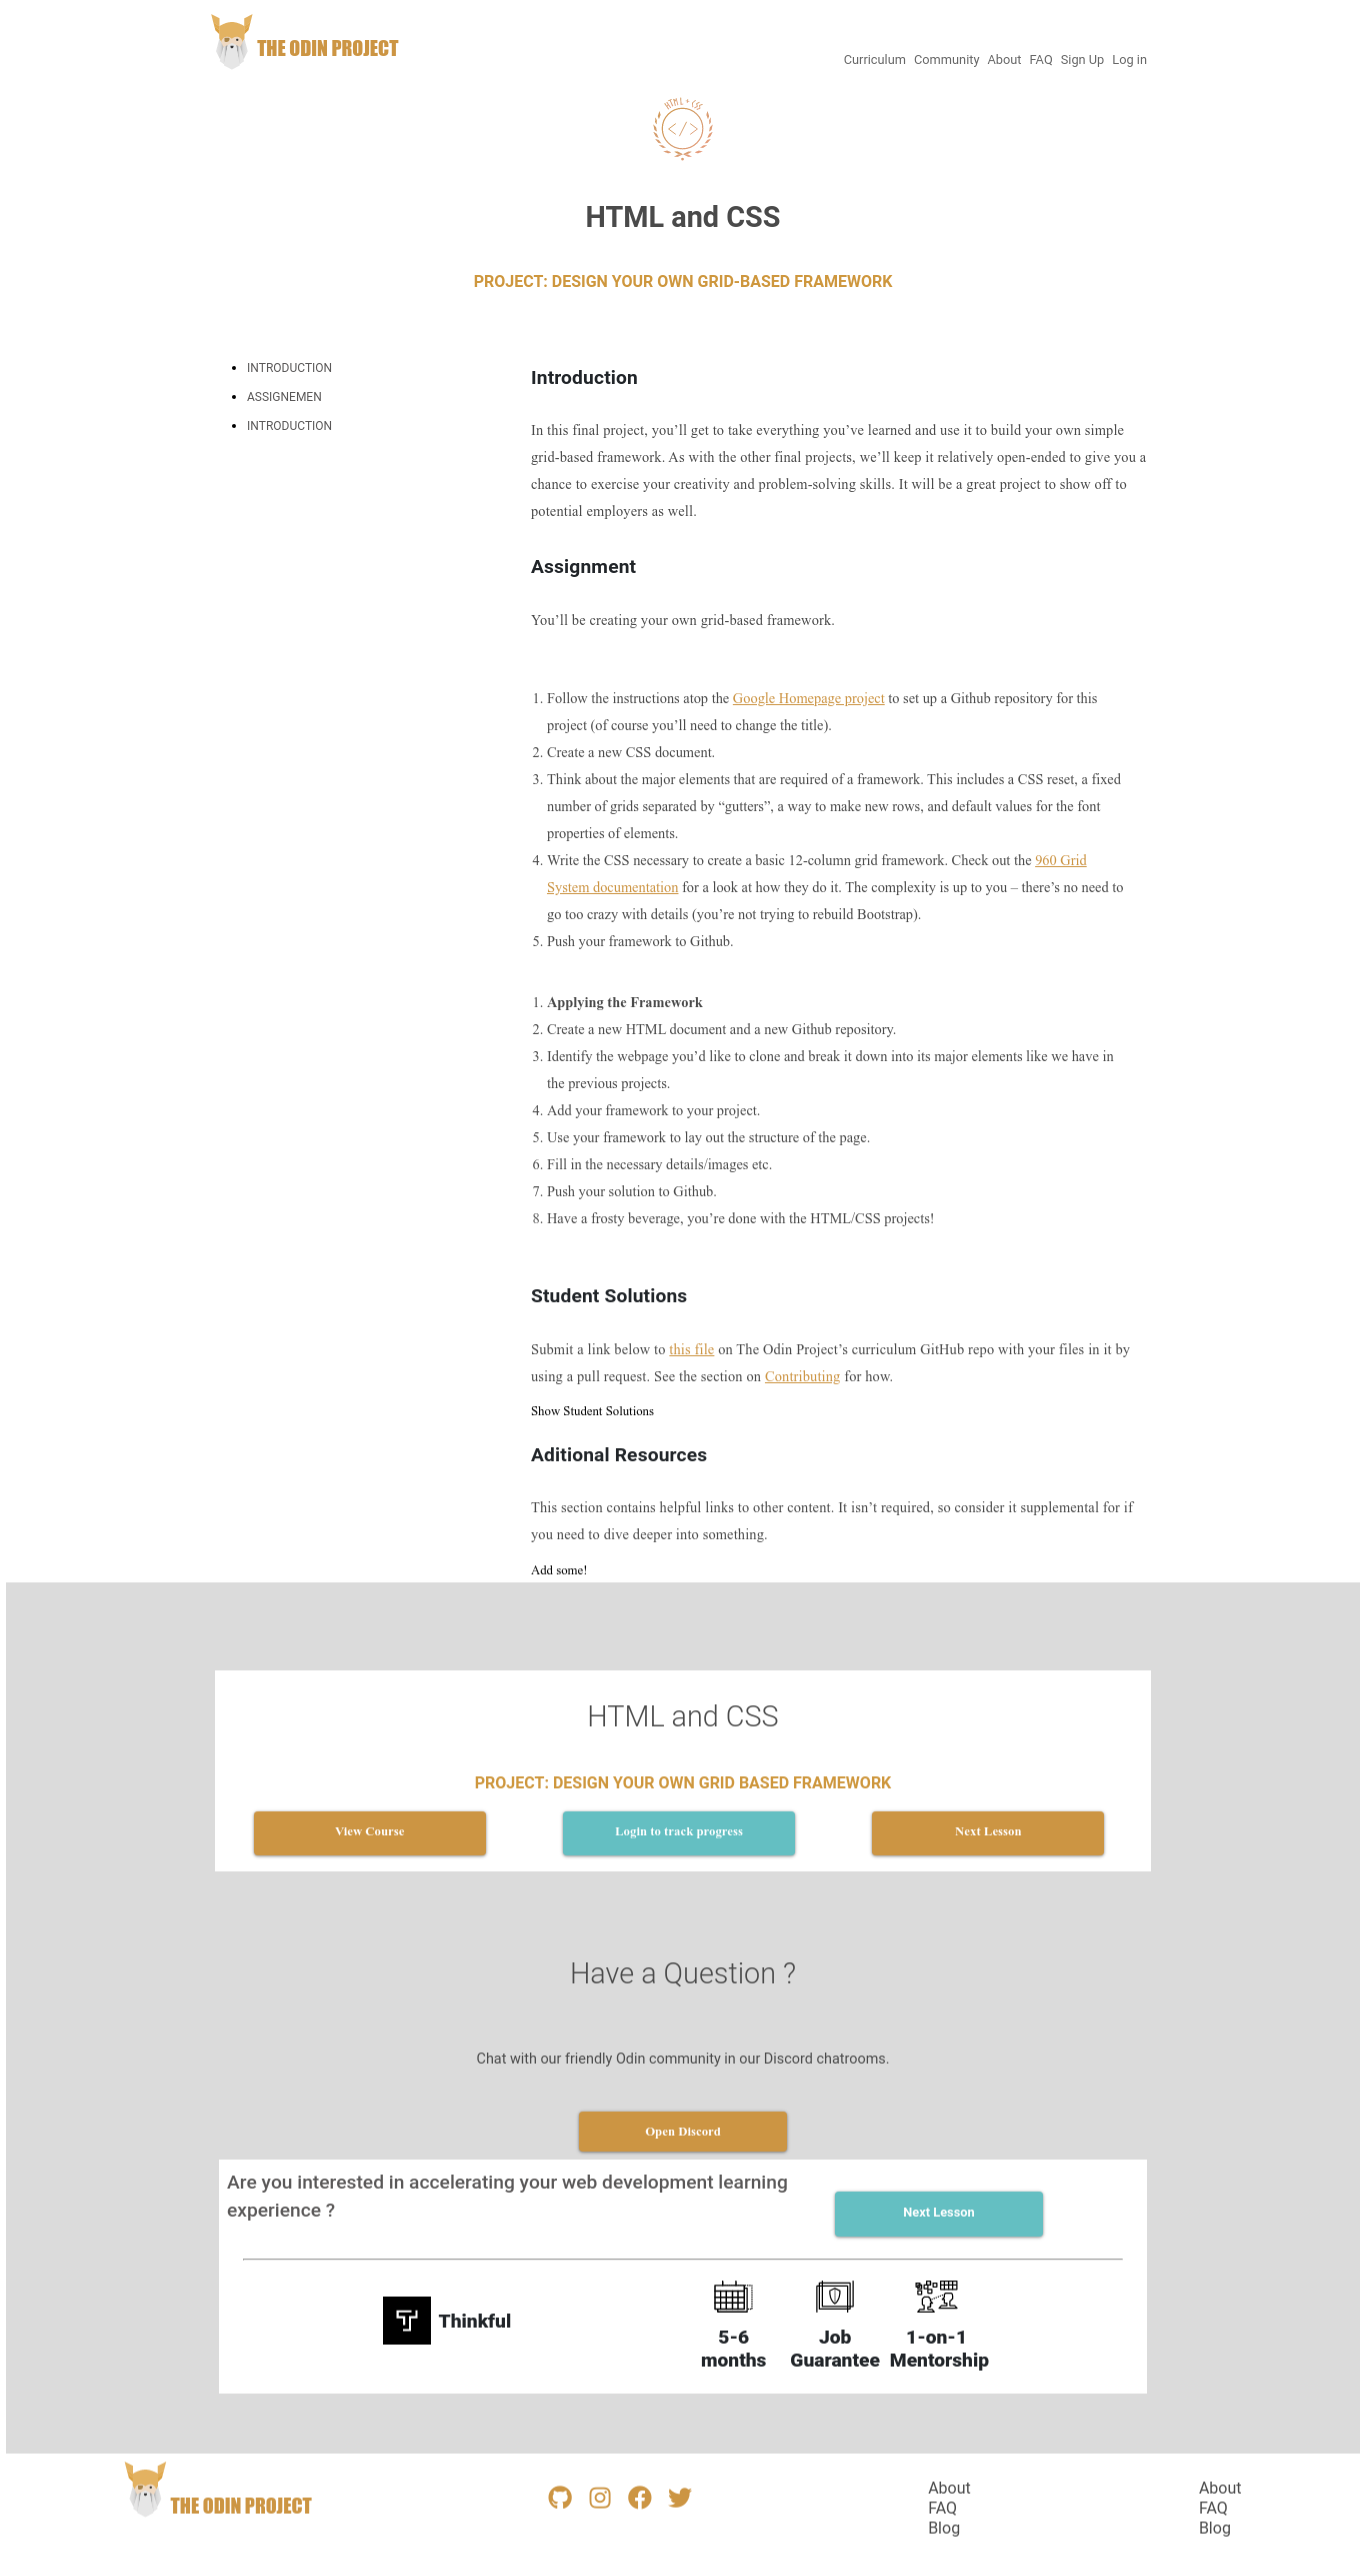 THE ODIN PROJECT
Curriculum Community About FAQ Sign Up Log in
HTML + CSS
</>
HTML and CSS
PROJECT: DESIGN YOUR OWN GRID-BASED FRAMEWORK
• INTRODUCTION
• ASSIGNEMEN
• INTRODUCTION
Introduction
In this final project, you’ll get to take everything you’ve learned and use it to build your own simple
grid-based framework. As with the other final projects, we’ll keep it relatively open-ended to give you a
chance to exercise your creativity and problem-solving skills. It will be a great project to show off to
potential employers as well.
Assignment
You’ll be creating your own grid-based framework.
1. Follow the instructions atop the Google Homepage project to set up a Github repository for this
project (of course you’ll need to change the title).
2. Create a new CSS document.
3. Think about the major elements that are required of a framework. This includes a CSS reset, a fixed
number of grids separated by “gutters”, a way to make new rows, and default values for the font
properties of elements.
4. Write the CSS necessary to create a basic 12-column grid framework. Check out the 960 Grid
System documentation for a look at how they do it. The complexity is up to you – there’s no need to
go too crazy with details (you’re not trying to rebuild Bootstrap).
5. Push your framework to Github.
1. Applying the Framework
2. Create a new HTML document and a new Github repository.
3. Identify the webpage you’d like to clone and break it down into its major elements like we have in
the previous projects.
4. Add your framework to your project.
5. Use your framework to lay out the structure of the page.
6. Fill in the necessary details/images etc.
7. Push your solution to Github.
8. Have a frosty beverage, you’re done with the HTML/CSS projects!
Student Solutions
Submit a link below to this file on The Odin Project’s curriculum GitHub repo with your files in it by
using a pull request. See the section on Contributing for how.
Show Student Solutions
Aditional Resources
This section contains helpful links to other content. It isn’t required, so consider it supplemental for if
you need to dive deeper into something.
Add some!
HTML and CSS
PROJECT: DESIGN YOUR OWN GRID BASED FRAMEWORK
View Course
Login to track progress
Next Lesson
Have a Question ?
Chat with our friendly Odin community in our Discord chatrooms.
Open Discord
Are you interested in accelerating your web development learning
experience ?
Next Lesson
Thinkful
5-6
months
Job
Guarantee
1-on-1
Mentorship
THE ODIN PROJECT
About
FAQ
Blog
About
FAQ
Blog